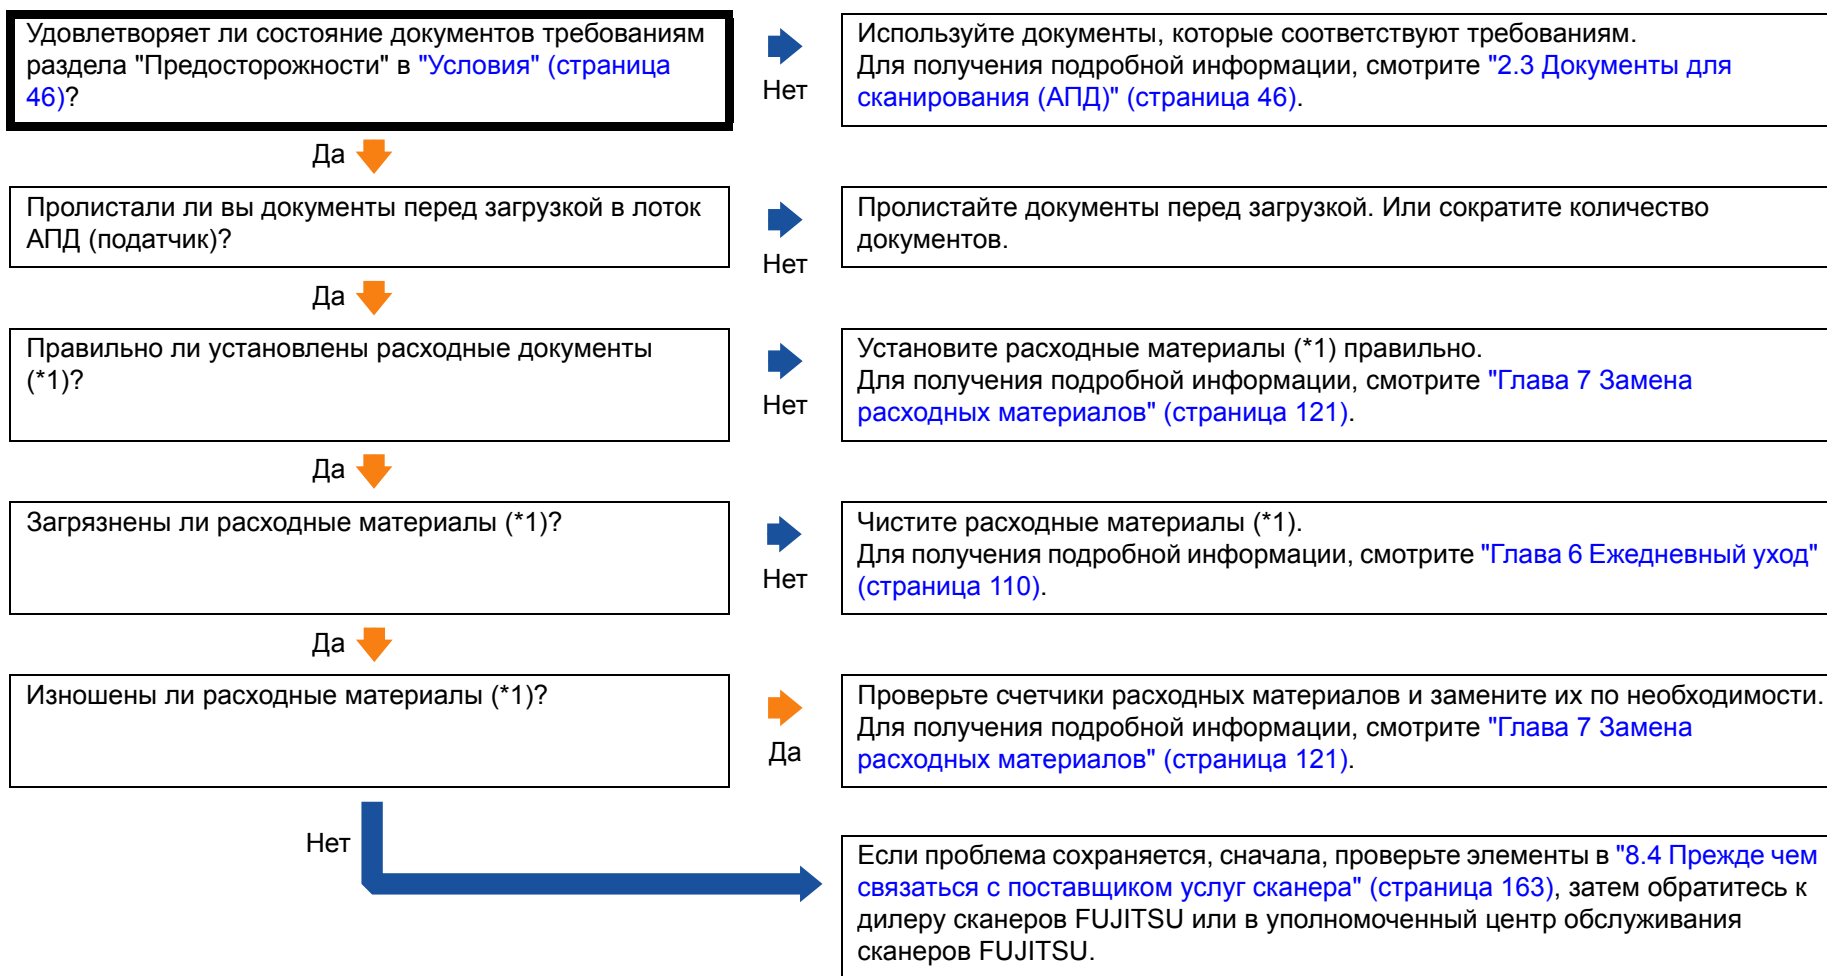 Удовлетворяет ли состояние документов требованиям
раздела "Предосторожности" в "Условия" (страница
46)?
Нет
Используйте документы, которые соответствуют требованиям.
Для получения подробной информации, смотрите "2.3 Документы для
сканирования (АПД)" (страница 46).
Да
Пролистали ли вы документы перед загрузкой в лоток
АПД (податчик)?
Нет
Пролистайте документы перед загрузкой. Или сократите количество
документов.
Да
Правильно ли установлены расходные документы
(*1)?
Нет
Установите расходные материалы (*1) правильно.
Для получения подробной информации, смотрите "Глава 7 Замена
расходных материалов" (страница 121).
Да
Загрязнены ли расходные материалы (*1)?
Нет
Чистите расходные материалы (*1).
Для получения подробной информации, смотрите "Глава 6 Ежедневный уход"
(страница 110).
Да
Изношены ли расходные материалы (*1)?
Да
Проверьте счетчики расходных материалов и замените их по необходимости.
Для получения подробной информации, смотрите "Глава 7 Замена
расходных материалов" (страница 121).
Нет
Если проблема сохраняется, сначала, проверьте элементы в "8.4 Прежде чем
связаться с поставщиком услуг сканера" (страница 163), затем обратитесь к
дилеру сканеров FUJITSU или в уполномоченный центр обслуживания
сканеров FUJITSU.